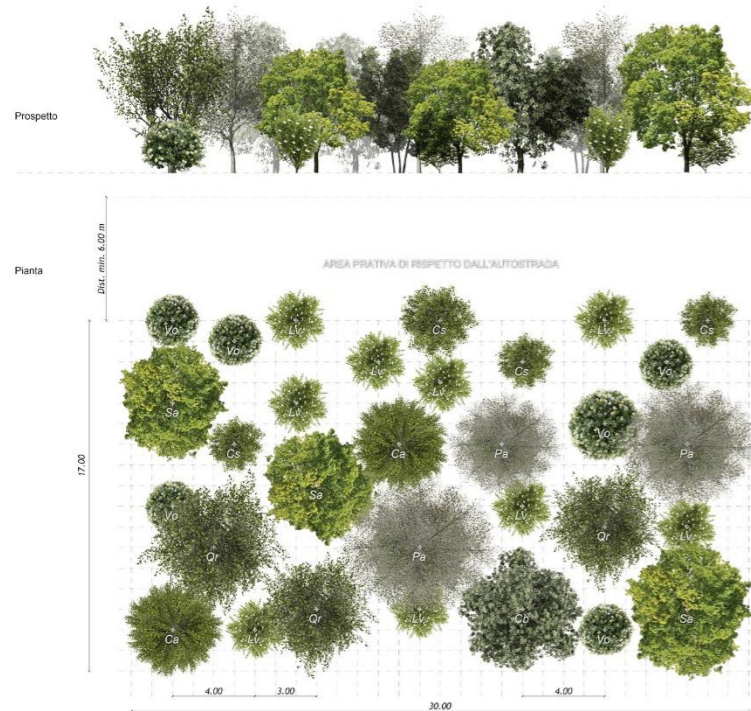 Prospetto
Pianta
Dist. min. 6.00 m
AREA PRATIVA DI RISPETTO DALL'AUTOSTRADA
Vo
Vo
Lv
Cs
Lv
Cs
Lv
Lv
Cs
Vo
Sa
Lv
Vo
Cs
Ca
Pa
Pa
Sa
Vo
Lv
Lv
Qr
Qr
Pa
17.00
Ca
Lv
Qr
Lv
Cb
Vo
Sa
4.00
3.00
4.00
30.00